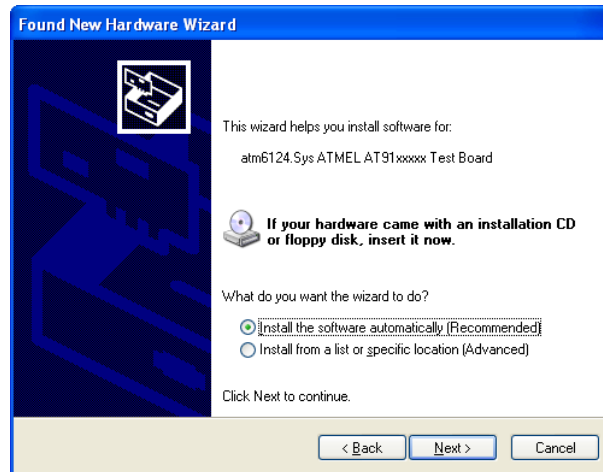 Found New Hardware Wizard
This wizard helps you install software for:
atm6124.Sys ATMEL AT91xxxxx Test Board
If your hardware came with an installation CD
or floppy disk, insert it now.
What do you want the wizard to do?
Install the software automatically (Recommended)
Install from a list or specific location (Advanced)
Click Next to continue.
< Back Next > Cancel